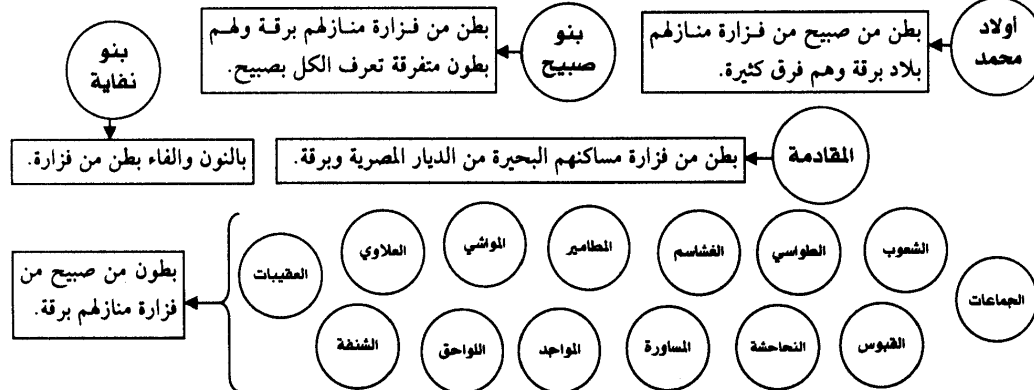 أولاد
محمد
بطن من صبيح من فزارة منازلهم
بلاد برقة وهم فرق كثيرة.
بنو
صبيح
بطن من فزارة منازلهم برقة ولهم
بطون متفرقة تعرف الكل بصبيح.
بنو
نفاية
بالنون والفاء بطن من فزارة.
المقادمة
بطن من فزارة مساكنهم البحيرة من الديار المصرية وبرقة.
الجماعات
الشعوب
الطواسي
الغشاسم
المطامير
المواشي
العلاوي
العقيبات
القبوس
النحاحشة
المساورة
المواجد
اللواحق
الشنفة
بطون من صبيح من
فزارة منازلهم برقة.